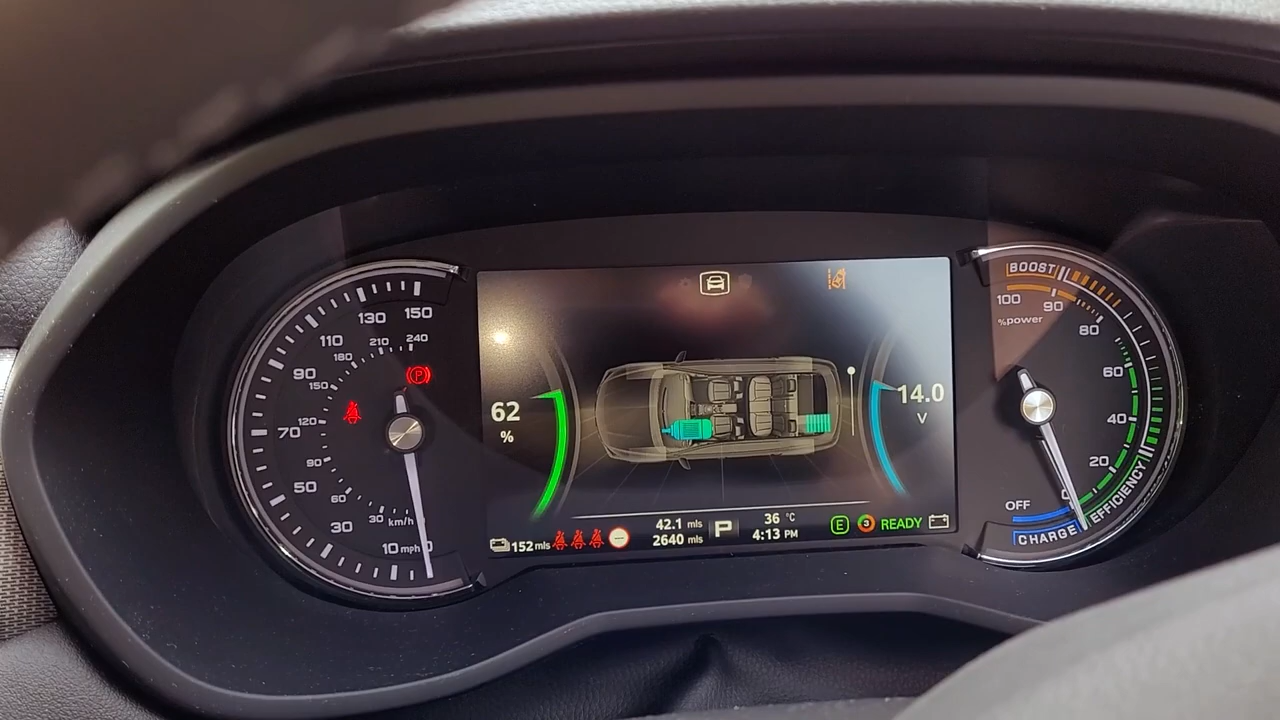 150
130
110
90
70
50
30
10 mph
0
240
210
180
150
120
90
60
30 km/h
P
62
%
14.0
V
152 mls
42.1 mls
2640 mls
P
36 °C
4:13 PM
E
3
READY
BOOST
100
90
%power
80
60
40
20
0
OFF
CHARGE
EFFICIENCY